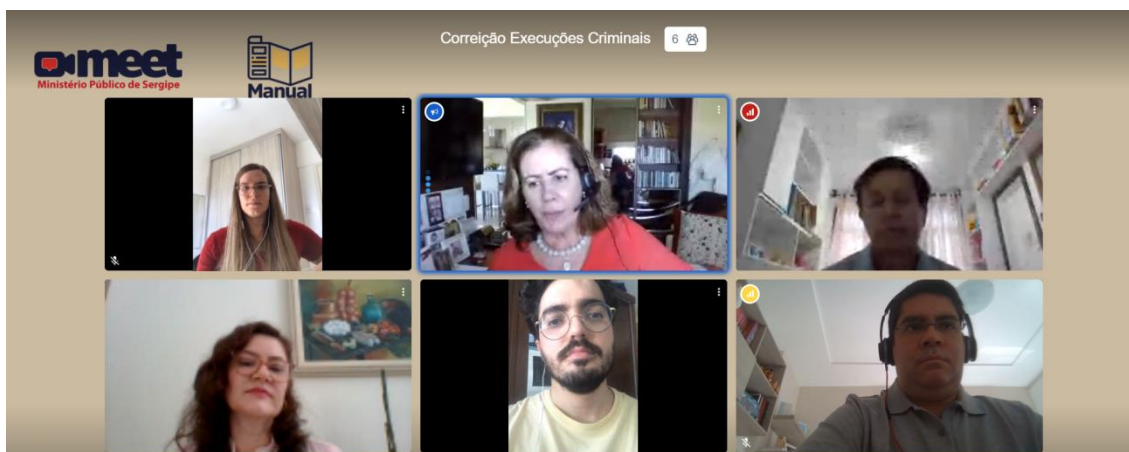 Correição Execuções Criminais 6
meet
Ministério Público de Sergipe
Manual